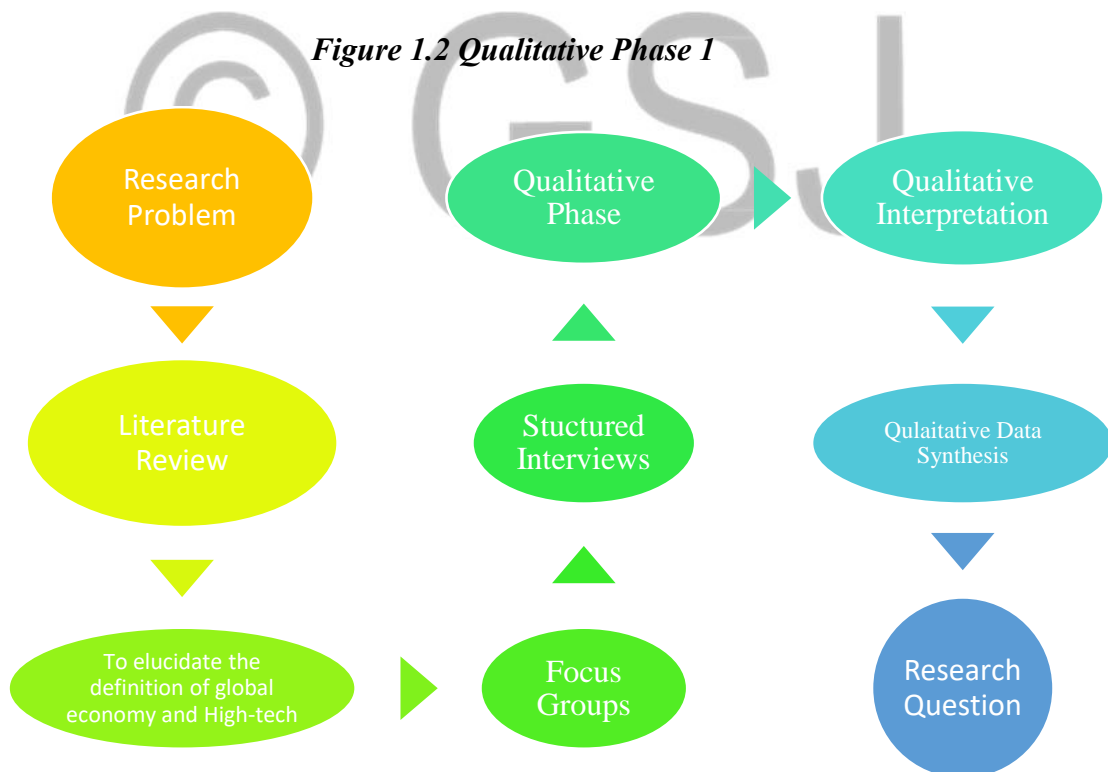 © GSJ
Figure 1.2 Qualitative Phase 1
Research
Problem
Literature
Review
To elucidate the
definition of global
economy and High-tech
Focus
Groups
Stuctured
Interviews
Qualitative
Phase
Qualitative
Interpretation
Qulaitative Data
Synthesis
Research
Question